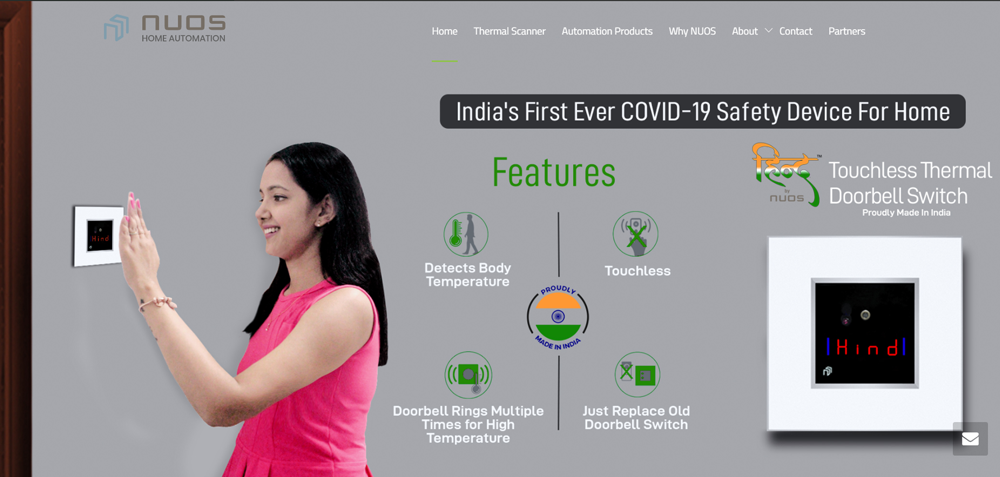 NUOS
HOME AUTOMATION
Home
Thermal Scanner
Automation Products
Why NUOS
About
Contact
Partners
India's First Ever COVID-19 Safety Device For Home
Features
हिन्द™
by
NUOS
Touchless Thermal
Doorbell Switch
Proudly Made In India
Hind
Detects Body
Temperature
Touchless
PROUDLY
MADE IN INDIA
Doorbell Rings Multiple
Times for High
Temperature
Just Replace Old
Doorbell Switch
Hind